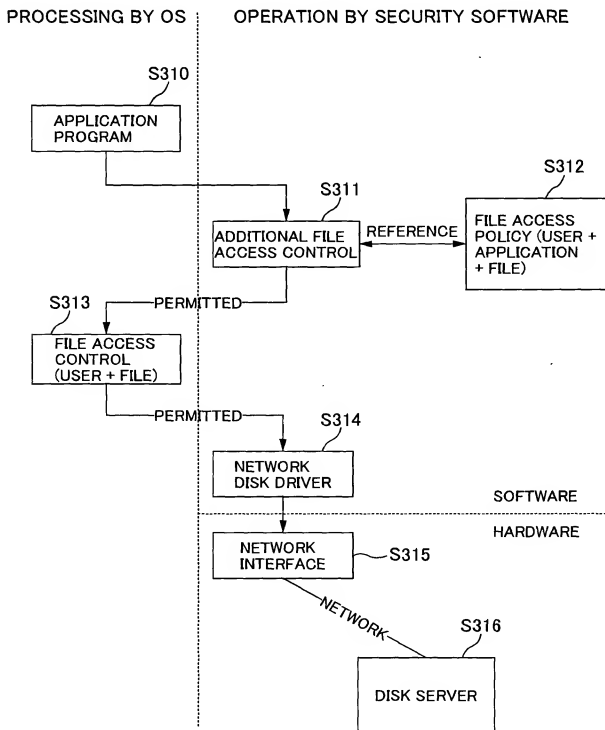 PROCESSING BY OS
OPERATION BY SECURITY SOFTWARE
S310
APPLICATION
PROGRAM
S311
ADDITIONAL FILE
ACCESS CONTROL
REFERENCE
S312
FILE ACCESS
POLICY (USER +
APPLICATION
+ FILE)
PERMITTED
S313
FILE ACCESS
CONTROL
(USER + FILE)
PERMITTED
S314
NETWORK
DISK DRIVER
SOFTWARE
HARDWARE
NETWORK
INTERFACE
S315
NETWORK
S316
DISK SERVER